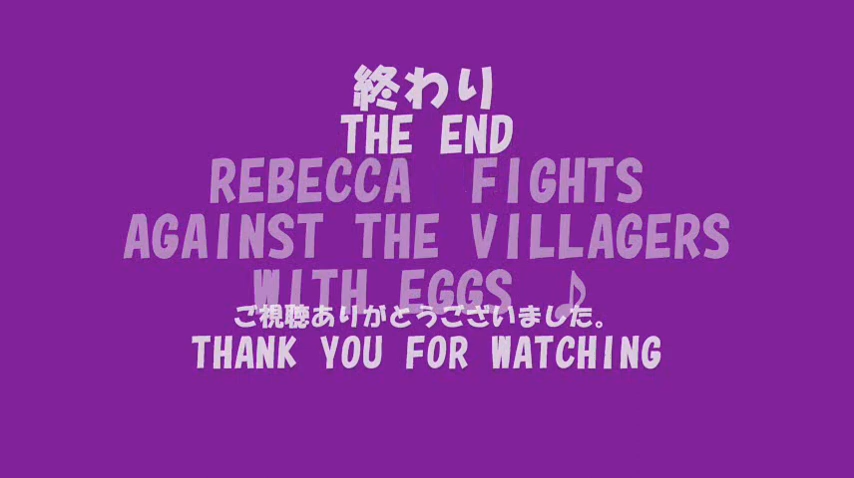 終わり
THE END
REBECCA FIGHTS
AGAINST THE VILLAGERS
WITH EGGS ♪
ご視聴ありがとうございました。
THANK YOU FOR WATCHING